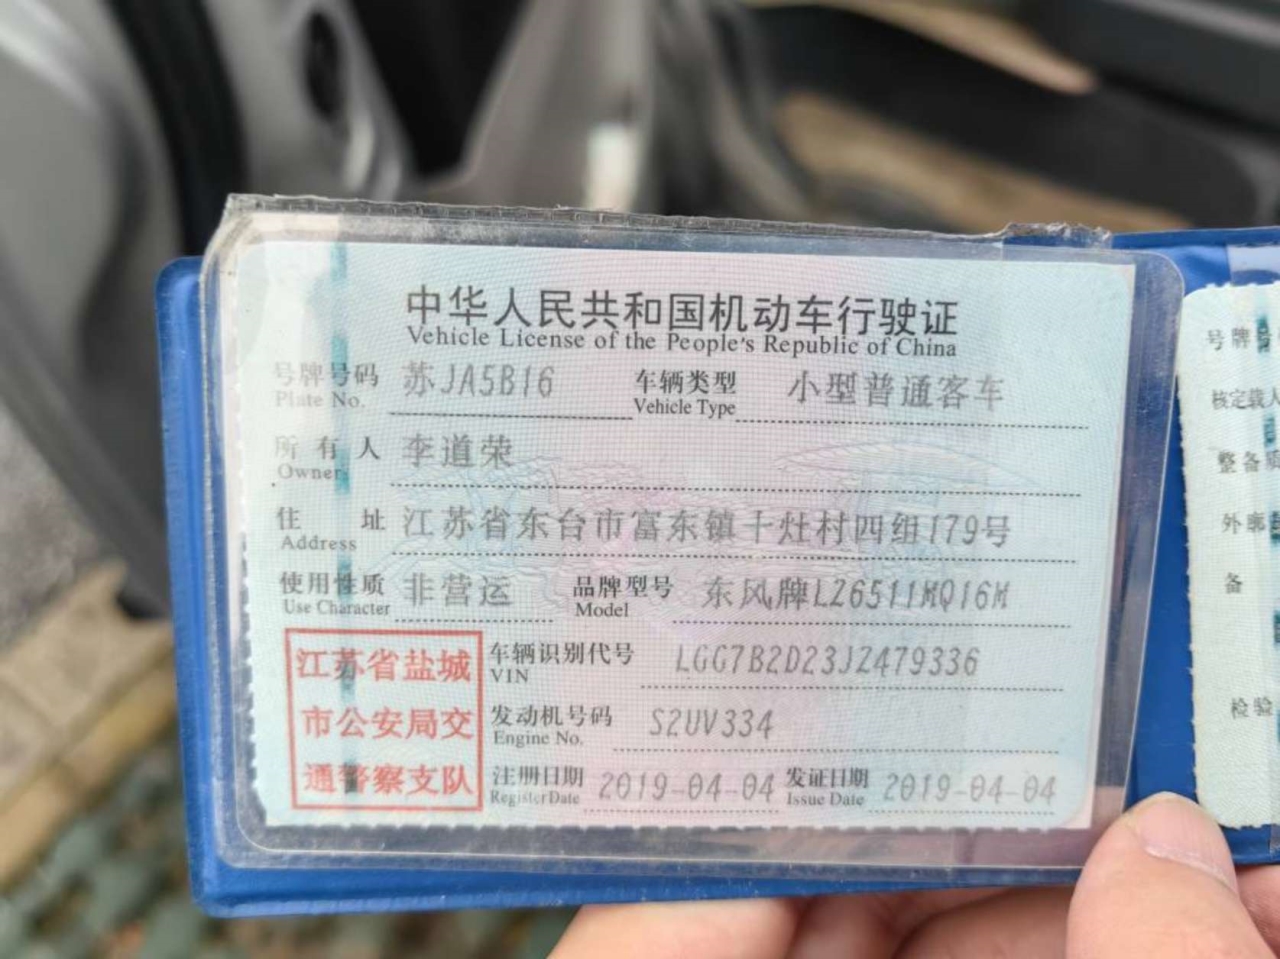 中华人民共和国机动车行驶证
Vehicle License of the People's Republic of China
号牌号码 苏JA5B16 车辆类型 小型普通客车
Plate No. Vehicle Type
所有人 李道荣
Owner
住址 江苏省东台市富东镇十灶村四组179号
Address
使用性质 非营运 品牌型号 东风牌LZ6511MQ16M
Use Character Model
江苏省盐城
市公安局交
通警察支队
车辆识别代号 LGG7B2D23JZ479336
VIN
发动机号码 S2UV334
Engine No.
注册日期 2019-04-04 发证日期 2019-04-04
Register Date Issue Date
号牌号
核定载人
整备质
外廓
备
检验